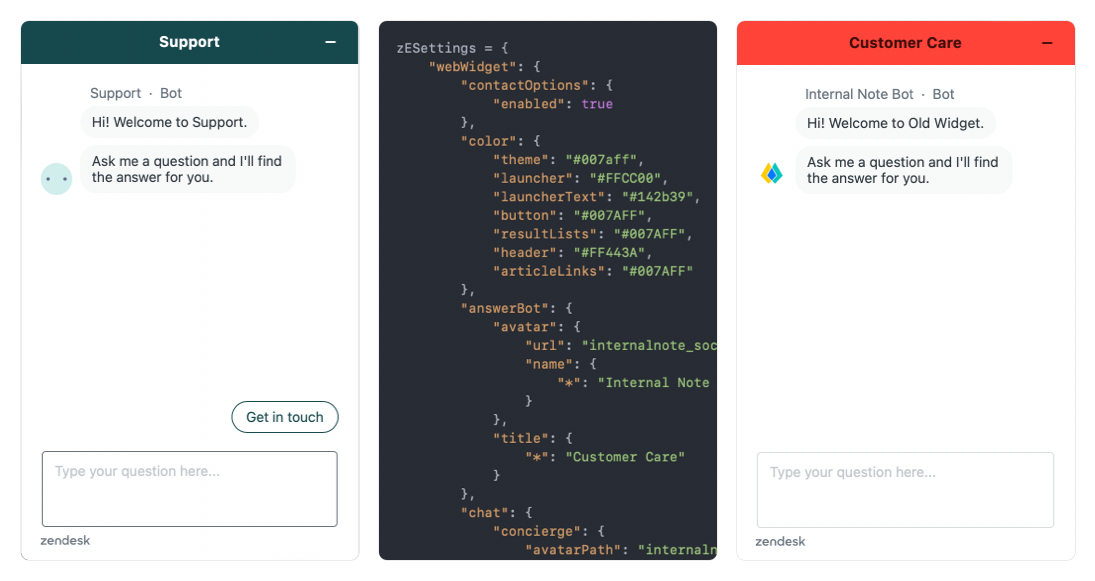 Support
Support · Bot
Hi! Welcome to Support.
Ask me a question and I'll find
the answer for you.
Get in touch
Type your question here...
zendesk
zESettings = {
"webWidget": {
"contactOptions": {
"enabled": true
},
"color": {
"theme": "#007aff",
"launcher": "#FFCC00",
"launcherText": "#142b39",
"button": "#007AFF",
"resultLists": "#007AFF",
"header": "#FF443A",
"articleLinks": "#007AFF"
},
"answerBot": {
"avatar": {
"url": "internalnote_soc
"name": {
"*": "Internal Note
}
},
"title": {
"*": "Customer Care"
}
},
"chat": {
"concierge": {
"avatarPath": "internaln
Customer Care
Internal Note Bot · Bot
Hi! Welcome to Old Widget.
Ask me a question and I'll find
the answer for you.
Type your question here...
zendesk